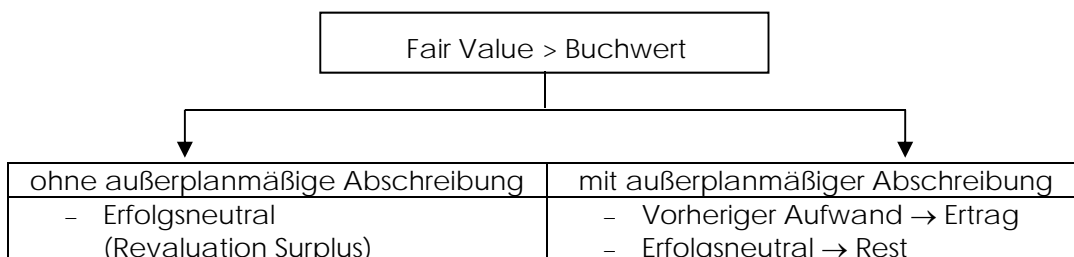 Fair Value > Buchwert
ohne außerplanmäßige Abschreibung
mit außerplanmäßiger Abschreibung
– Erfolgsneutral
(Revaluation Surplus)
– Vorheriger Aufwand → Ertrag
– Erfolgsneutral → Rest